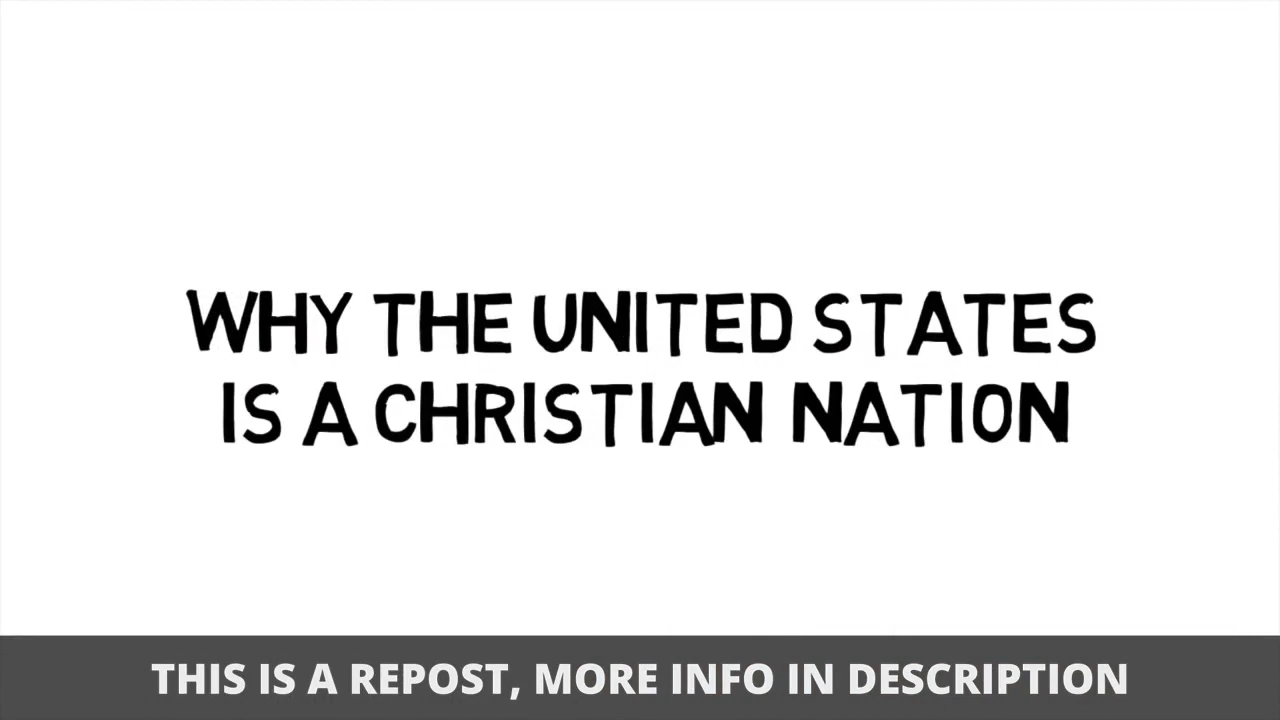 WHY THE UNITED STATES
IS A CHRISTIAN NATION
THIS IS A REPOST, MORE INFO IN DESCRIPTION